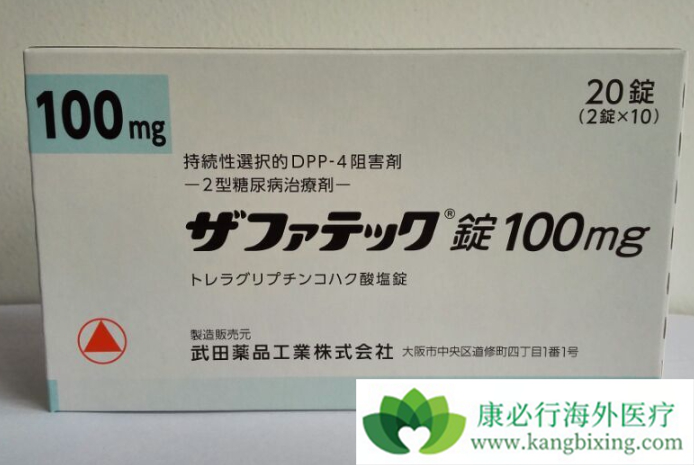 100mg
20錠
(2錠×10)
持続性選択的DPP-4阻害剤
―2型糖尿病治療剤―
ザファテック®錠100mg
トレラグリプチンコハク酸塩錠
製造販売元
武田薬品工業株式会社 大阪市中央区道修町四丁目1番1号
康必行海外医疗
www.kangbixing.com